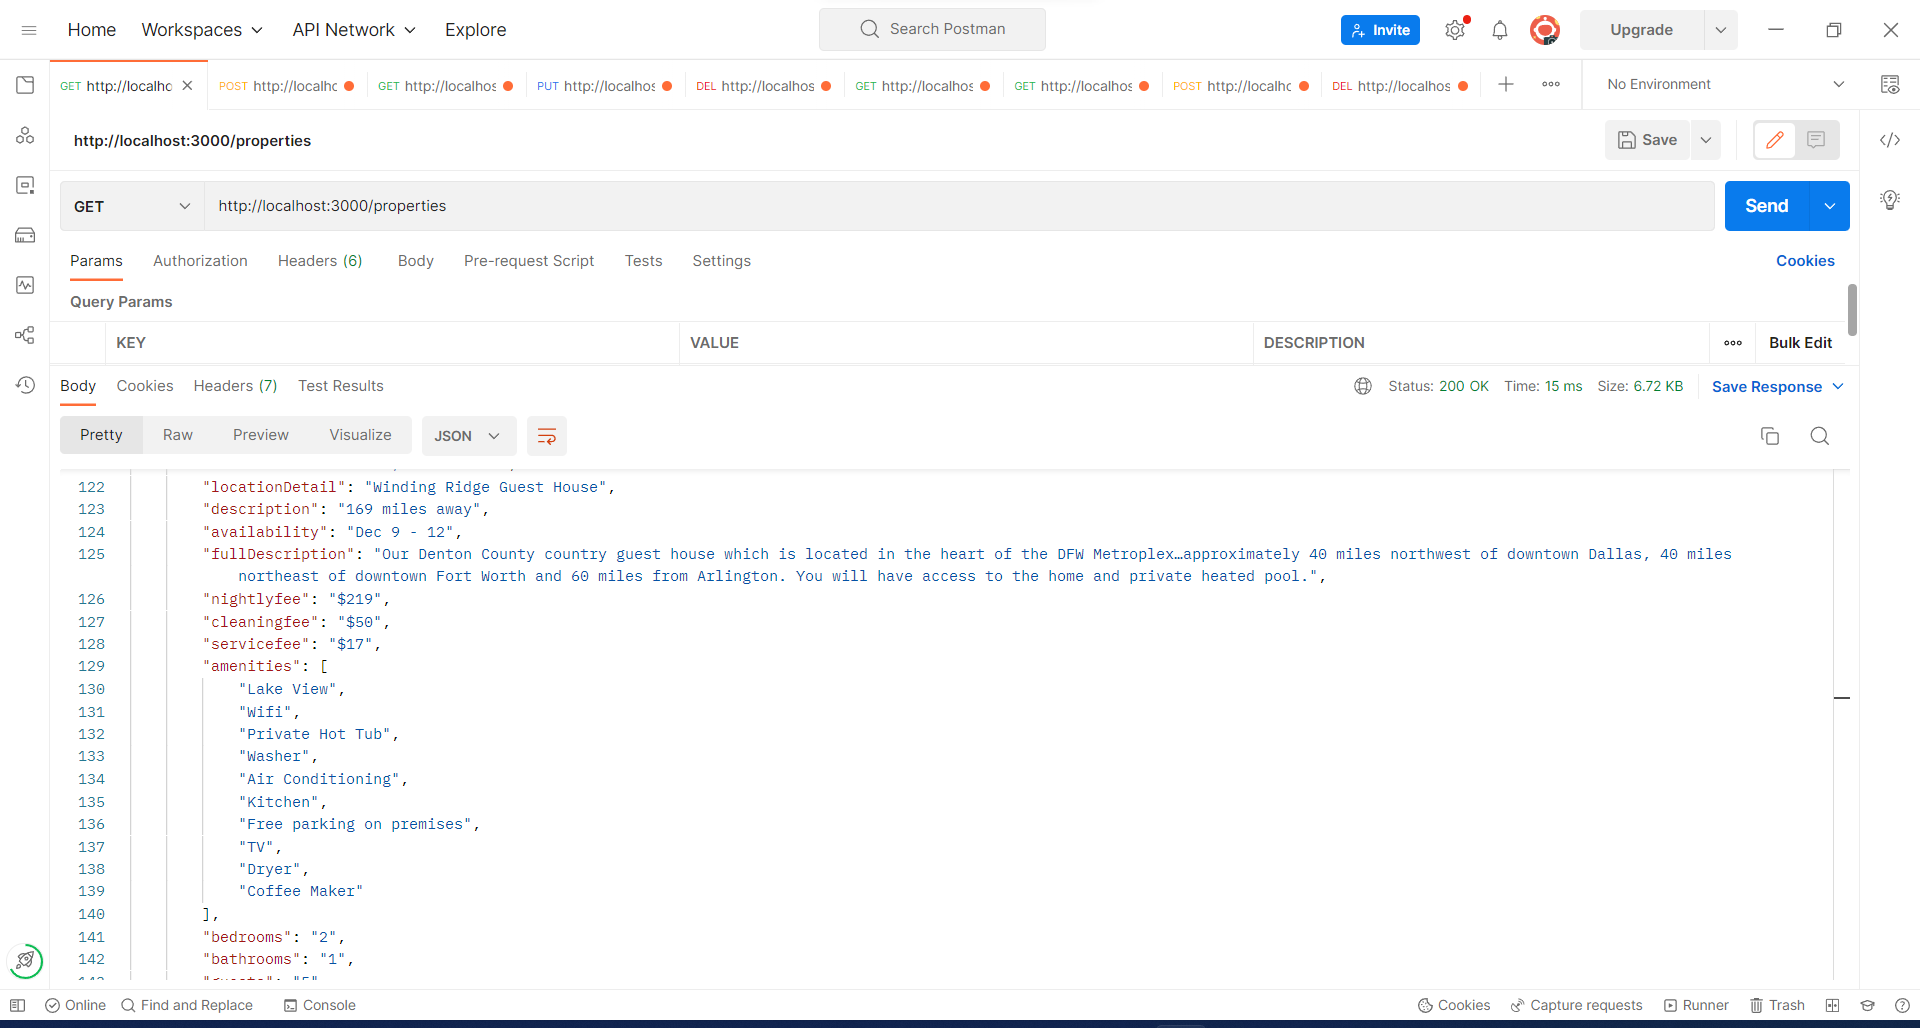 Home Workspaces API Network Explore Search Postman Invite Upgrade
GET http://localhc POST http://localhc GET http://localhos PUT http://localhos DEL http://localhos GET http://localhos GET http://localhos POST http://localhc DEL http://localhos No Environment
http://localhost:3000/properties Save
GET http://localhost:3000/properties Send
Params Authorization Headers (6) Body Pre-request Script Tests Settings Cookies
Query Params
KEY VALUE DESCRIPTION Bulk Edit
Body Cookies Headers (7) Test Results Status: 200 OK Time: 15 ms Size: 6.72 KB Save Response
Pretty Raw Preview Visualize JSON
122 "locationDetail": "Winding Ridge Guest House",
123 "description": "169 miles away",
124 "availability": "Dec 9 - 12",
125 "fullDescription": "Our Denton County country guest house which is located in the heart of the DFW Metroplex…approximately 40 miles northwest of downtown Dallas, 40 miles
northeast of downtown Fort Worth and 60 miles from Arlington. You will have access to the home and private heated pool.",
126 "nightlyfee": "$219",
127 "cleaningfee": "$50",
128 "servicefee": "$17",
129 "amenities": [
130 "Lake View",
131 "Wifi",
132 "Private Hot Tub",
133 "Washer",
134 "Air Conditioning",
135 "Kitchen",
136 "Free parking on premises",
137 "TV",
138 "Dryer",
139 "Coffee Maker"
140 ],
141 "bedrooms": "2",
142 "bathrooms": "1",
Online Find and Replace Console Cookies Capture requests Runner Trash